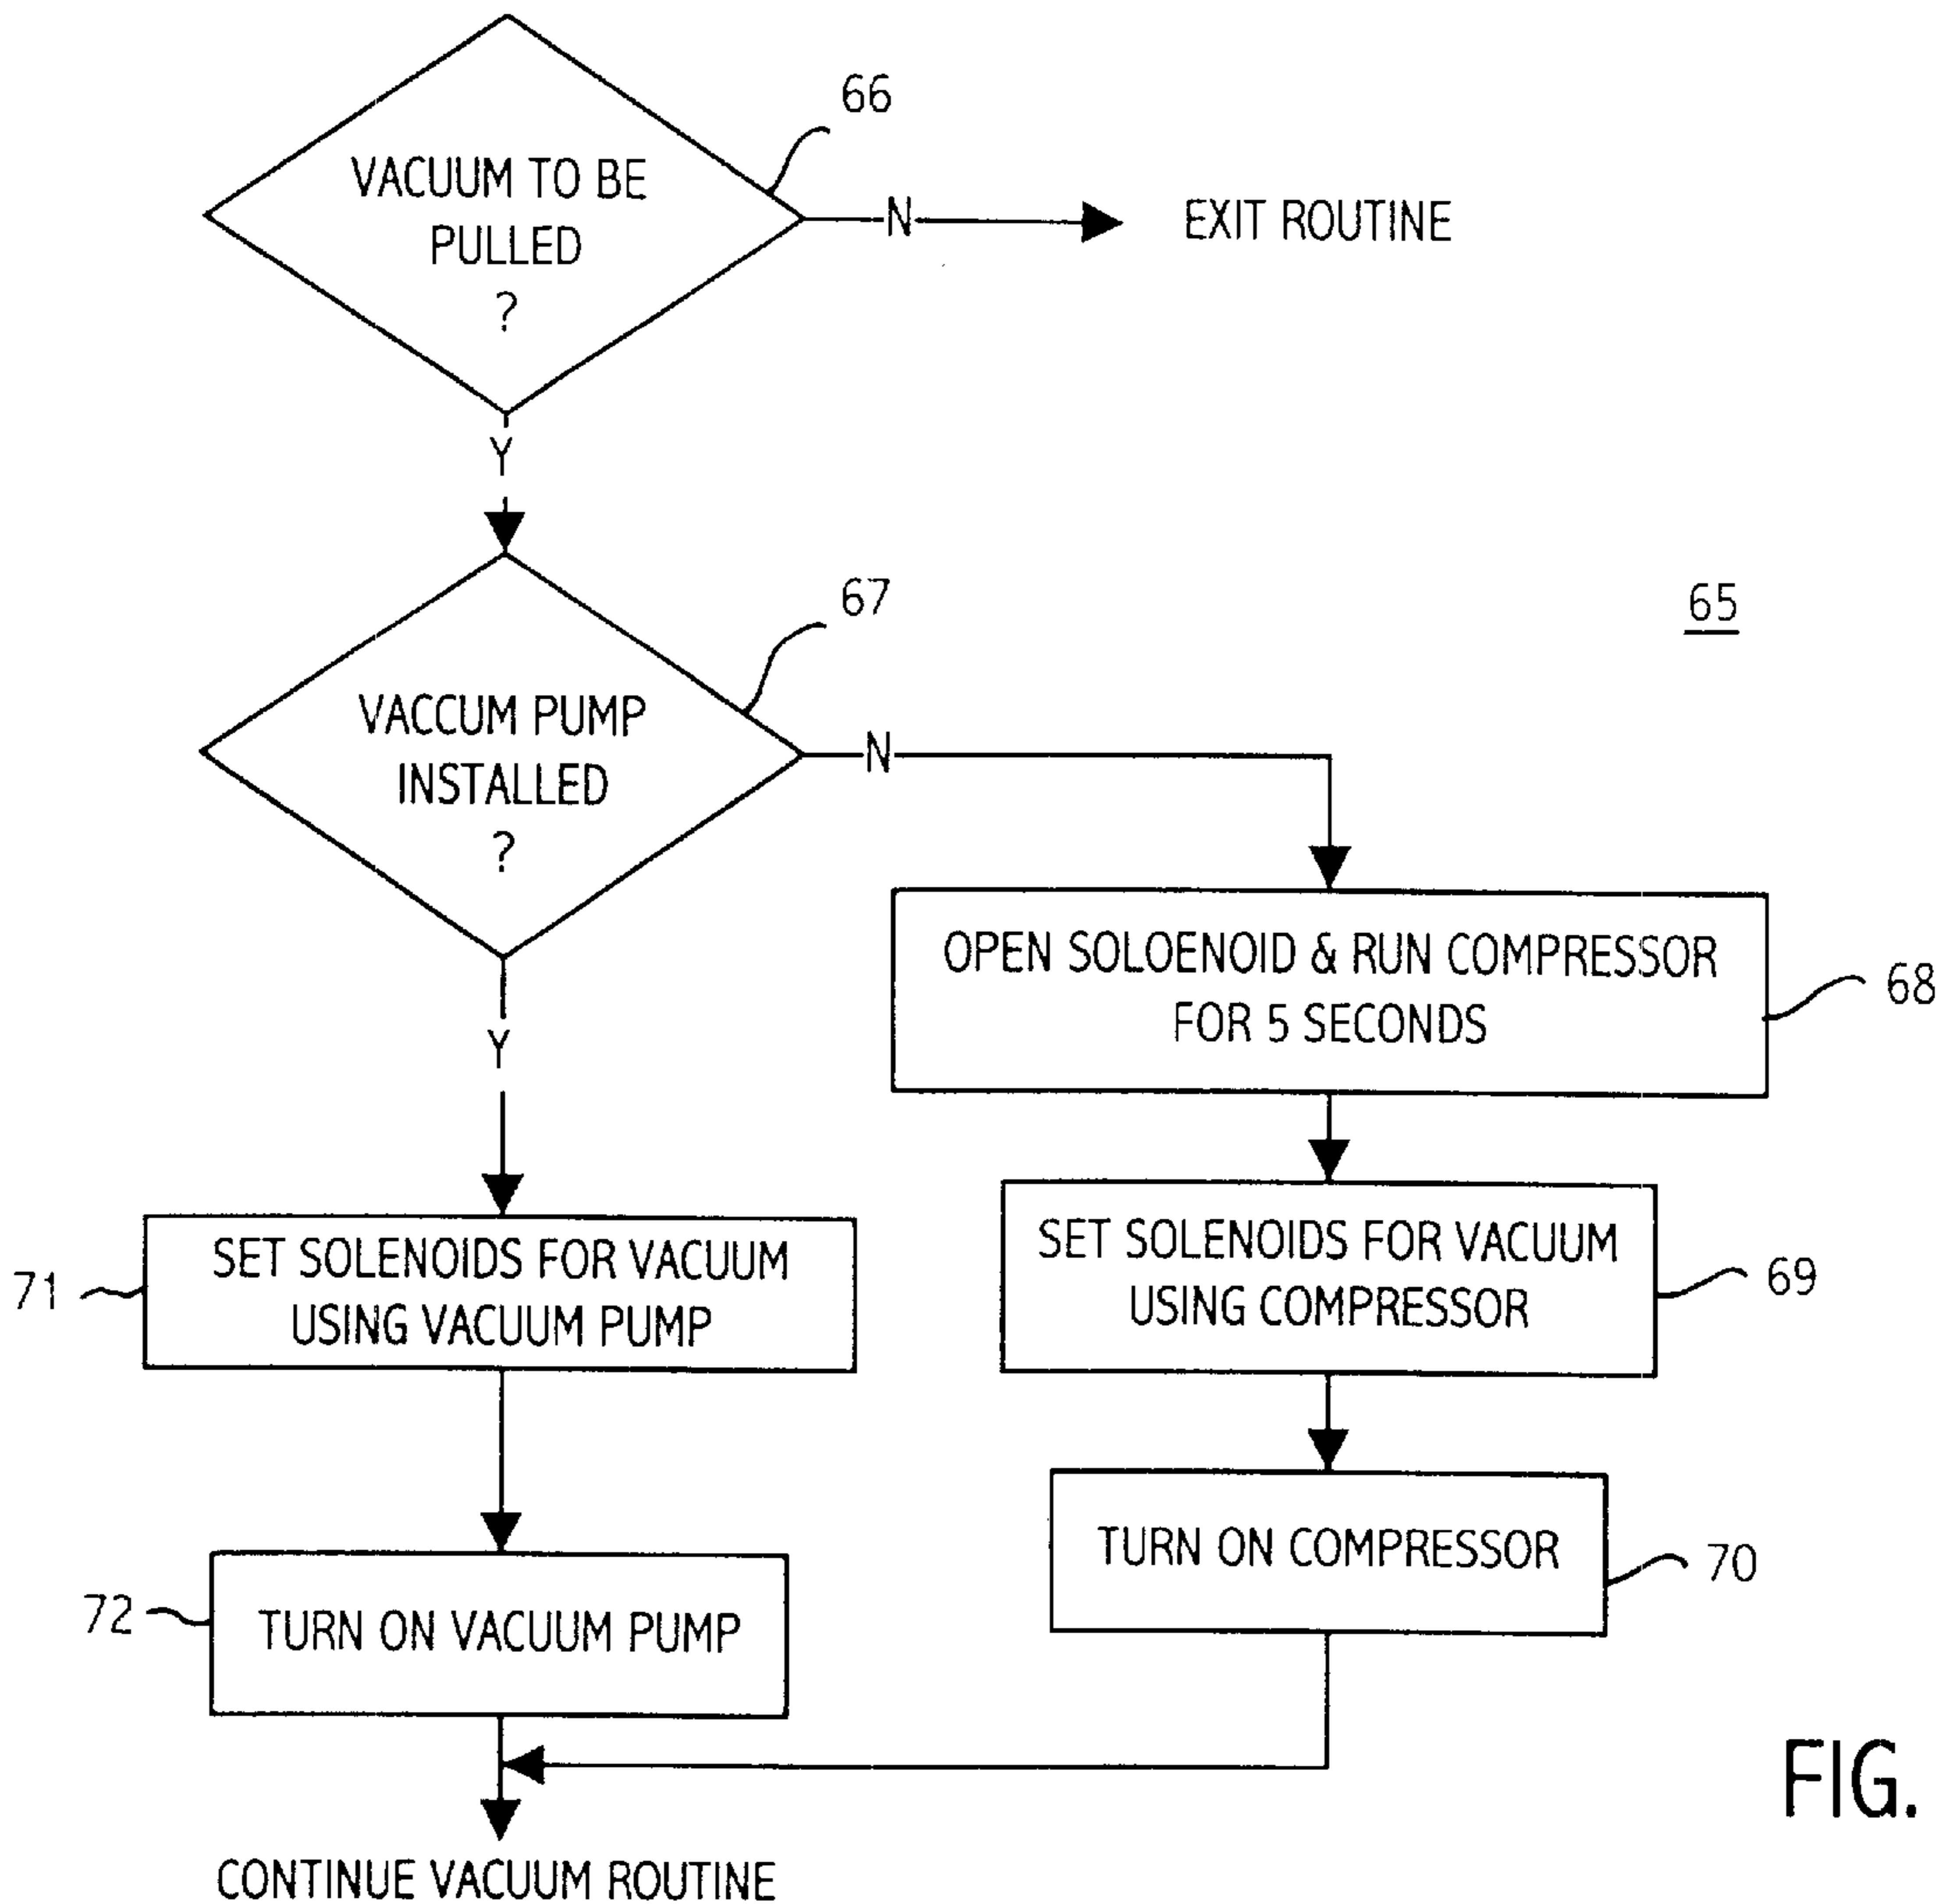 66
VACUUM TO BE
PULLED
?
N
EXIT ROUTINE
Y
67
65
VACCUM PUMP
INSTALLED
?
N
OPEN SOLOENOID & RUN COMPRESSOR
FOR 5 SECONDS
68
Y
SET SOLENOIDS FOR VACUUM
USING COMPRESSOR
69
71
SET SOLENOIDS FOR VACUUM
USING VACUUM PUMP
TURN ON COMPRESSOR
70
72
TURN ON VACUUM PUMP
FIG.
CONTINUE VACUUM ROUTINE